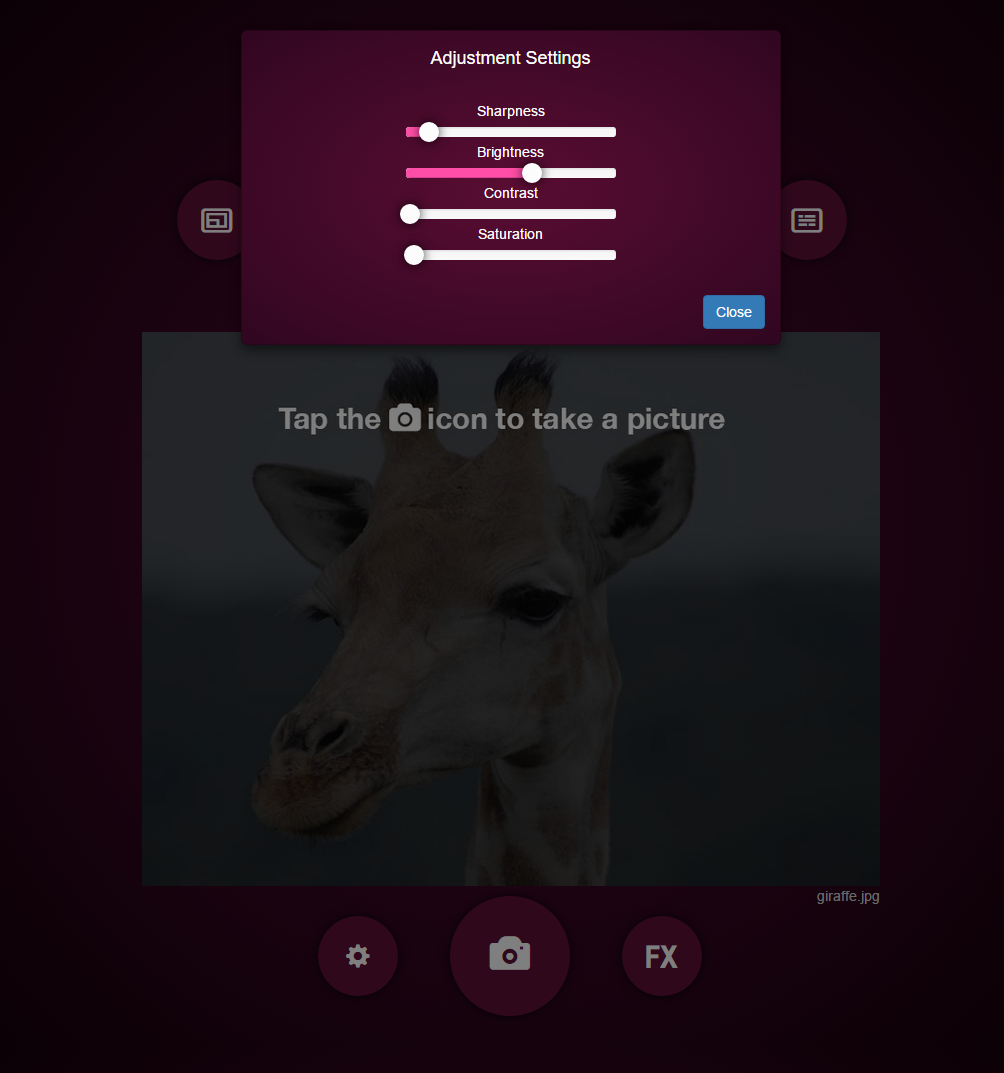 Adjustment Settings
Sharpness
Brightness
Contrast
Saturation
Close
Tap the icon to take a picture
giraffe.jpg
FX